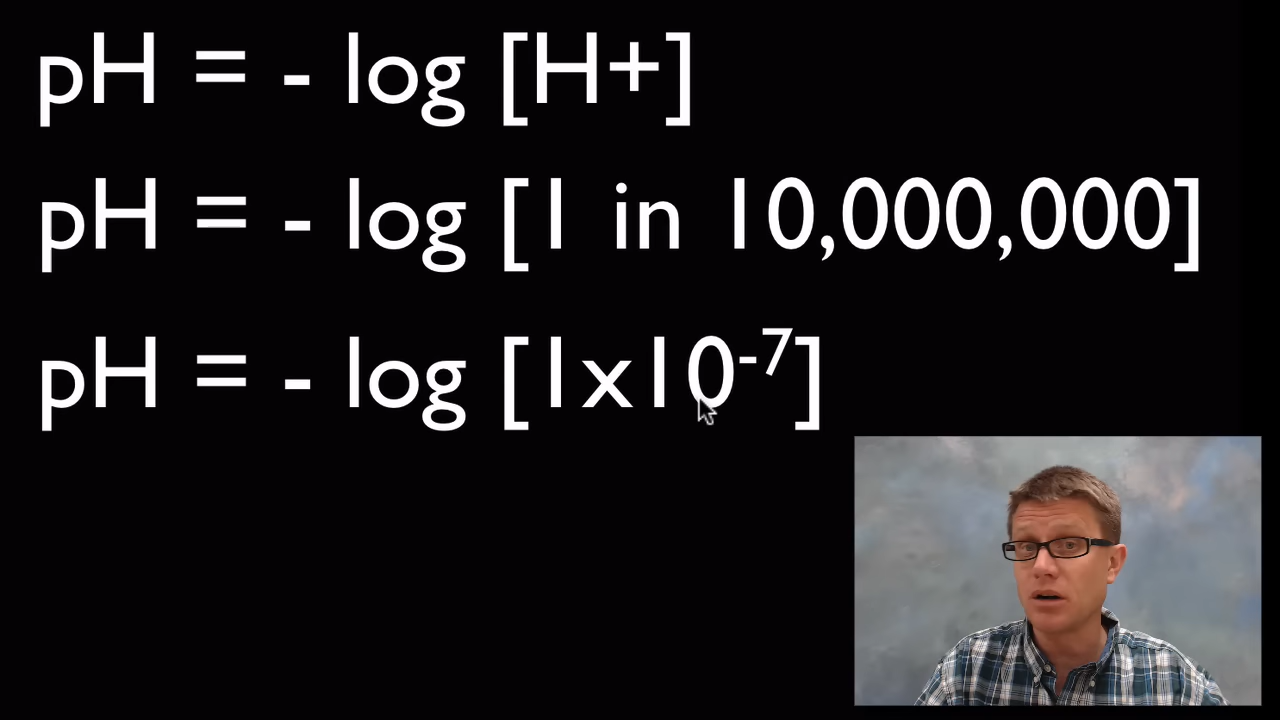 pH = - log [H+]
pH = - log [1 in 10,000,000]
pH = - log [1x10⁻⁷]